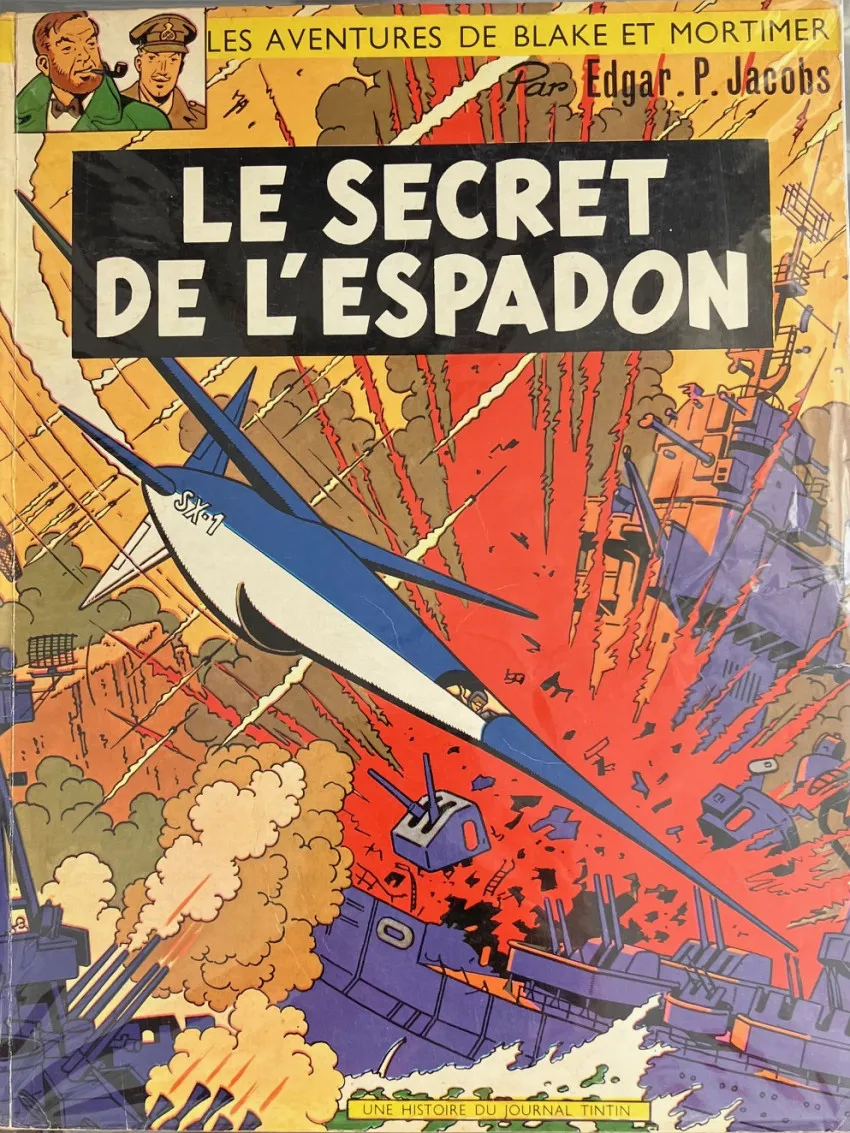 LES AVENTURES DE BLAKE ET MORTIMER
Par Edgar. P. Jacobs
LE SECRET
DE L'ESPADON
SX-1
UNE HISTOIRE DU JOURNAL TINTIN